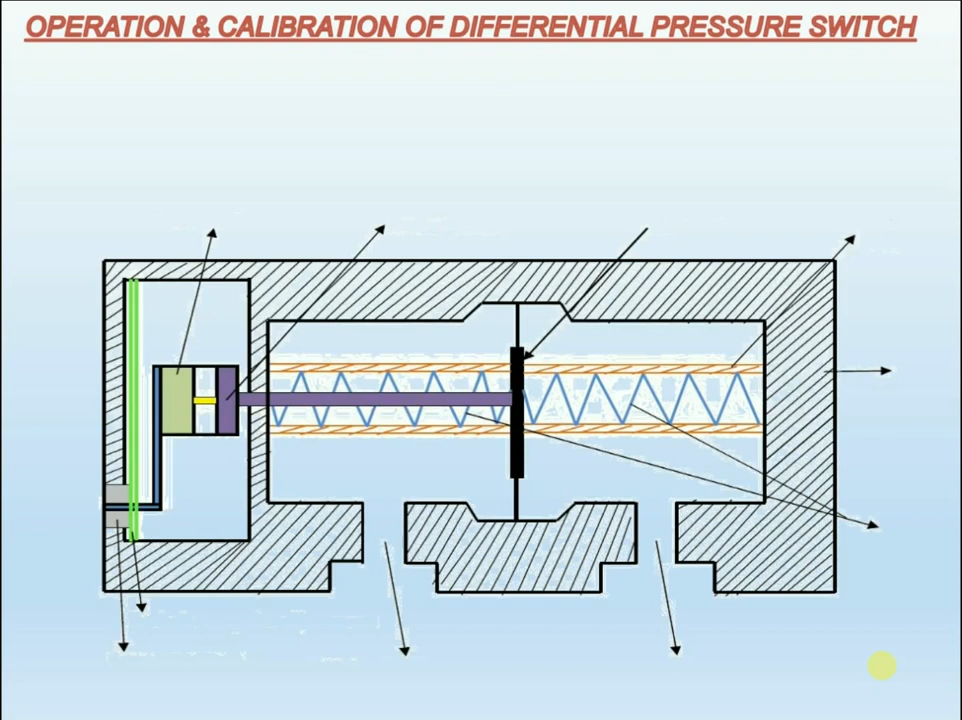 OPERATION & CALIBRATION OF DIFFERENTIAL PRESSURE SWITCH